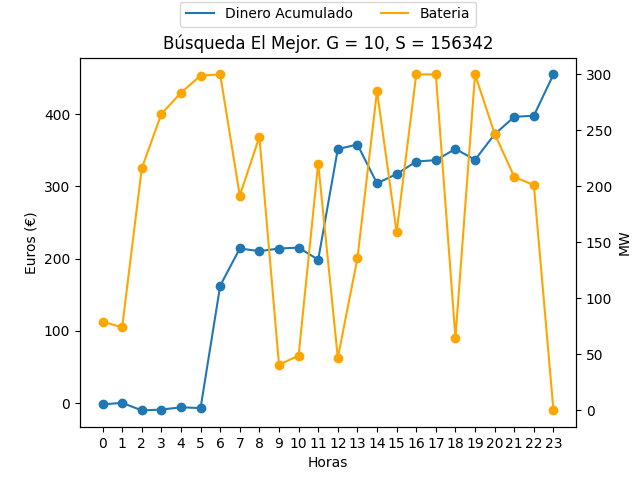 Dinero Acumulado Bateria
Búsqueda El Mejor. G = 10, S = 156342
Euros (€)
400
300
200
100
0
300
250
200
150
100
50
0
MW
0 1 2 3 4 5 6 7 8 9 10 11 12 13 14 15 16 17 18 19 20 21 22 23
Horas